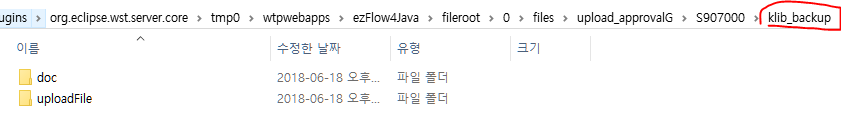 ugins > org.eclipse.wst.server.core > tmp0 > wtpwebapps > ezFlow4Java > fileroot > 0 > files > upload_approvalG > S907000 > klib_backup
이름 수정한 날짜 유형 크기
doc 2018-06-18 오후... 파일 폴더
uploadFile 2018-06-18 오후... 파일 폴더